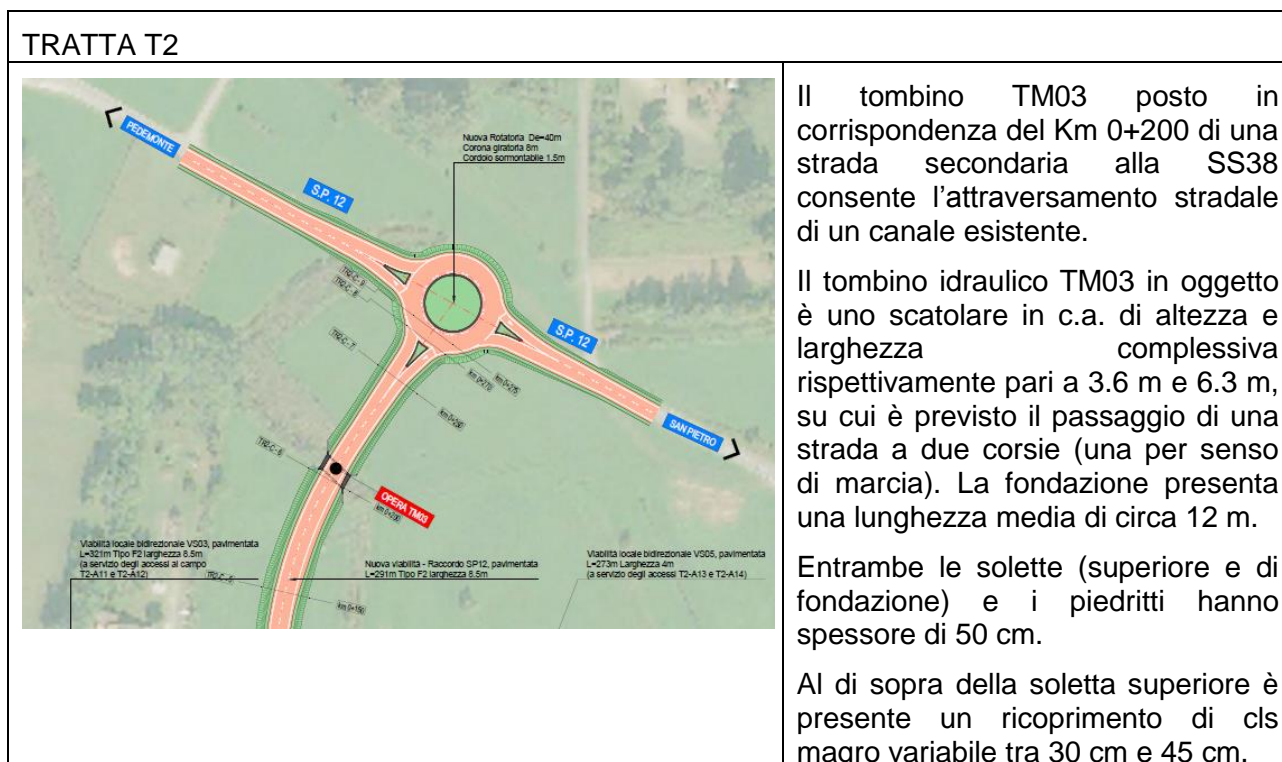 TRATTA T2
PEDEMONTE
Nuova Rotatoria De=40m
Corona giratoria 8m
Cordolo sormontabile 1.5m
S.P. 12
S.P. 12
SAN PIETRO
OPERA TM03
Viabilità locale bidirezionale VS03, pavimentata
L=321m Tipo F2 larghezza 8.5m
(a servizio degli accessi al campo
T2-A11 e T2-A12)
Nuova viabilità - Raccordo SP12, pavimentata
L=291m Tipo F2 larghezza 8.5m
Viabilità locale bidirezionale VS05, pavimentata
L=273m Larghezza 4m
(a servizio degli accessi T2-A13 e T2-A14)
km 0+150
Il tombino TM03 posto in
corrispondenza del Km 0+200 di una
strada secondaria alla SS38
consente l’attraversamento stradale
di un canale esistente.
Il tombino idraulico TM03 in oggetto
è uno scatolare in c.a. di altezza e
larghezza complessiva
rispettivamente pari a 3.6 m e 6.3 m,
su cui è previsto il passaggio di una
strada a due corsie (una per senso
di marcia). La fondazione presenta
una lunghezza media di circa 12 m.
Entrambe le solette (superiore e di
fondazione) e i piedritti hanno
spessore di 50 cm.
Al di sopra della soletta superiore è
presente un ricoprimento di cls
magro variabile tra 30 cm e 45 cm.